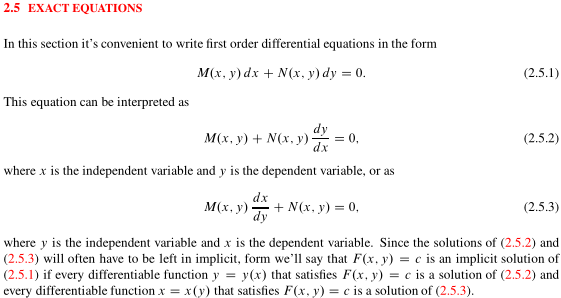 2.5 EXACT EQUATIONS
In this section it's convenient to write first order differential equations in the form
M(x, y) dx + N(x, y) dy = 0. (2.5.1)
This equation can be interpreted as
M(x, y) + N(x, y) dy/dx = 0, (2.5.2)
where x is the independent variable and y is the dependent variable, or as
M(x, y) dx/dy + N(x, y) = 0, (2.5.3)
where y is the independent variable and x is the dependent variable. Since the solutions of (2.5.2) and
(2.5.3) will often have to be left in implicit, form we'll say that F(x, y) = c is an implicit solution of
(2.5.1) if every differentiable function y = y(x) that satisfies F(x, y) = c is a solution of (2.5.2) and
every differentiable function x = x(y) that satisfies F(x, y) = c is a solution of (2.5.3).